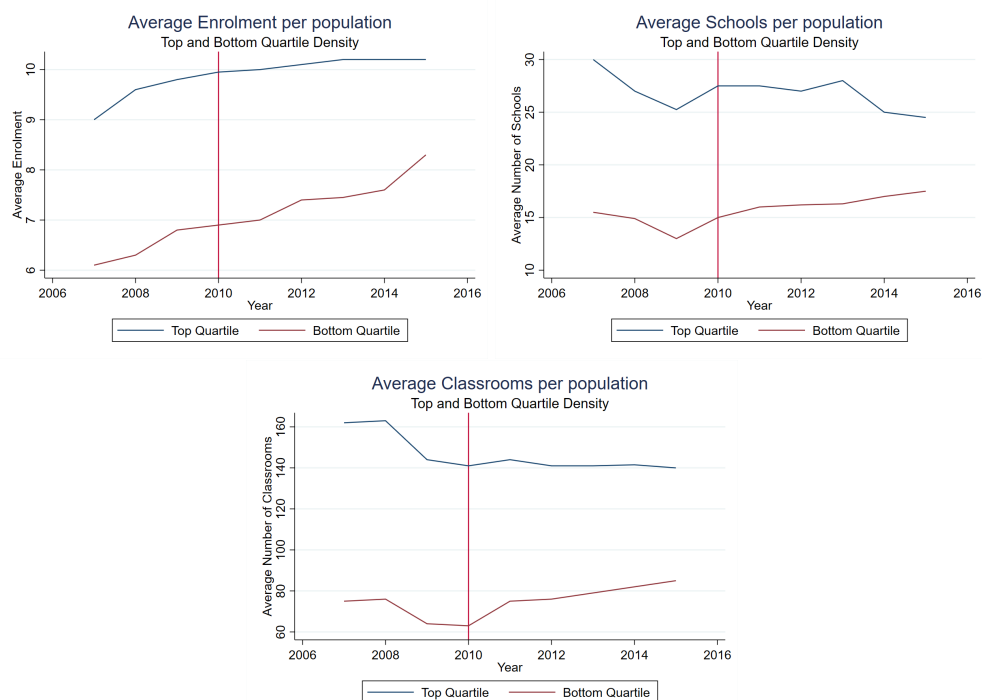 Average Enrolment per population
Top and Bottom Quartile Density
Average Enrolment
10
9
8
7
6
2006 2008 2010 2012 2014 2016
Year
Top Quartile Bottom Quartile
Average Schools per population
Top and Bottom Quartile Density
Average Number of Schools
30
25
20
15
10
2006 2008 2010 2012 2014 2016
Year
Top Quartile Bottom Quartile
Average Classrooms per population
Top and Bottom Quartile Density
Average Number of Classrooms
160
140
120
100
80
60
2006 2008 2010 2012 2014 2016
Year
Top Quartile Bottom Quartile